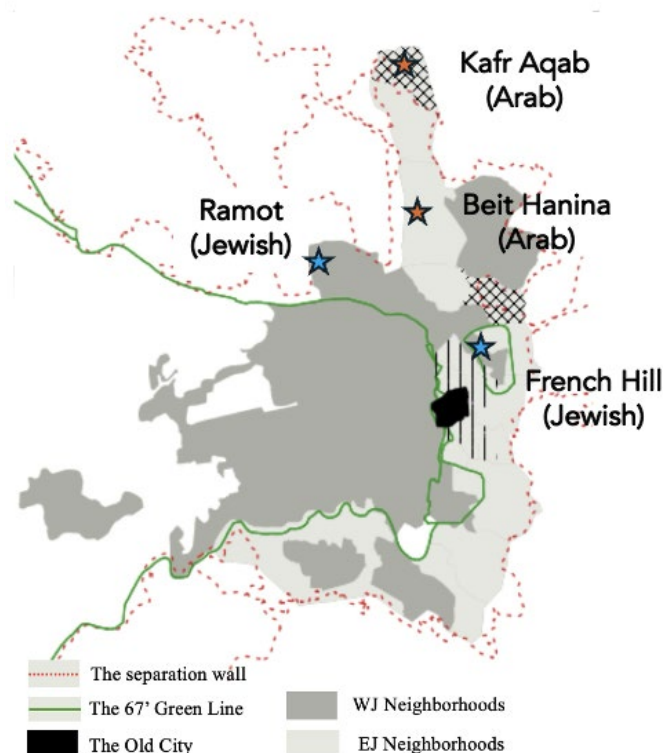 Kafr Aqab
(Arab)
Ramot
(Jewish)
Beit Hanina
(Arab)
French Hill
(Jewish)
The separation wall
The 67' Green Line
WJ Neighborhoods
The Old City
EJ Neighborhoods